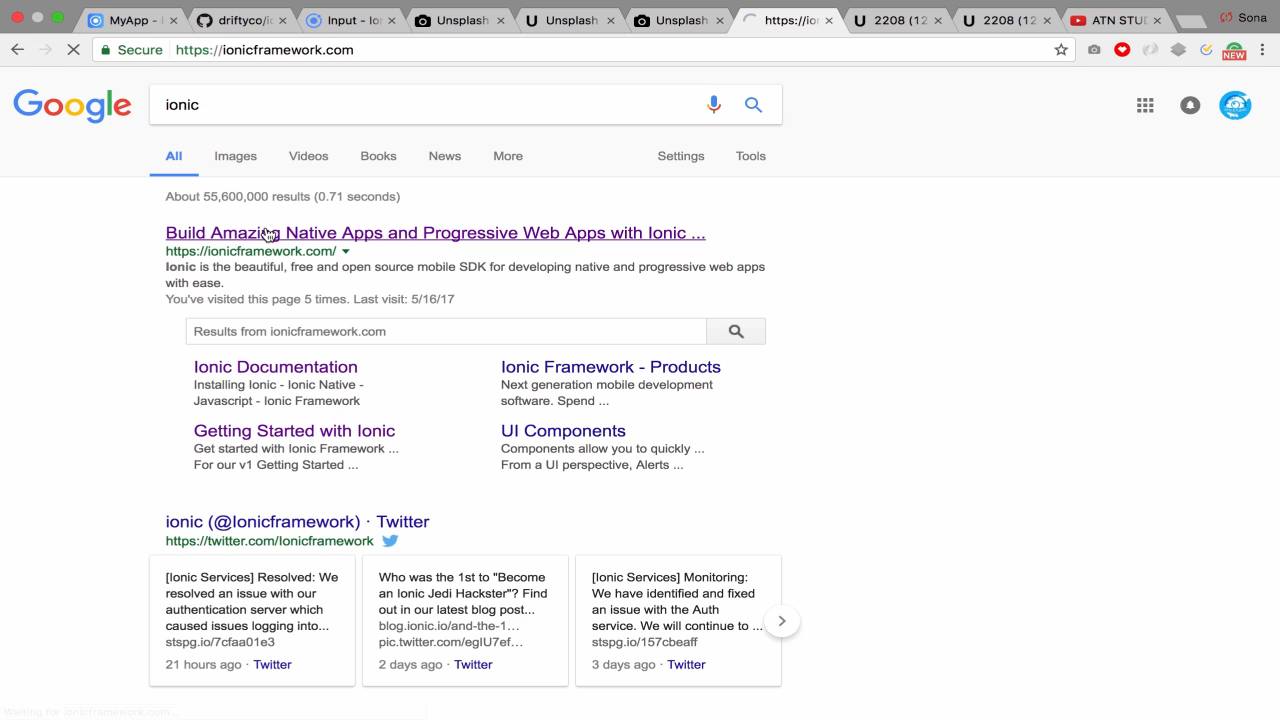 MyApp - Di
driftyco/io
Input - Ion
Unsplash
Unsplash
Unsplash
https://ion
2208 (12
2208 (12
ATN STU
Sona
Secure
https://ionicframework.com
NEW
Google
ionic
All
Images
Videos
Books
News
More
Settings
Tools
About 55,600,000 results (0.71 seconds)
Build Amazing Native Apps and Progressive Web Apps with Ionic ...
https://ionicframework.com/
Ionic is the beautiful, free and open source mobile SDK for developing native and progressive web apps
with ease.
You've visited this page 5 times. Last visit: 5/16/17
Results from ionicframework.com
Ionic Documentation
Installing Ionic - Ionic Native -
Javascript - Ionic Framework
Ionic Framework - Products
Next generation mobile development
software. Spend ...
Getting Started with Ionic
Get started with Ionic Framework ...
For our v1 Getting Started ...
UI Components
Components allow you to quickly ...
From a UI perspective, Alerts ...
ionic (@Ionicframework) · Twitter
https://twitter.com/Ionicframework
[Ionic Services] Resolved: We
resolved an issue with our
authentication server which
caused issues logging into...
stspg.io/7cfaa01e3
21 hours ago · Twitter
Who was the 1st to "Become
an Ionic Jedi Hackster"? Find
out in our latest blog post...
blog.ionic.io/and-the-1…
pic.twitter.com/egIU7ef…
2 days ago · Twitter
[Ionic Services] Monitoring:
We have identified and fixed
an issue with the Auth
service. We will continue to ...
stspg.io/157cbeaff
3 days ago · Twitter
Waiting for ionicframework.com...